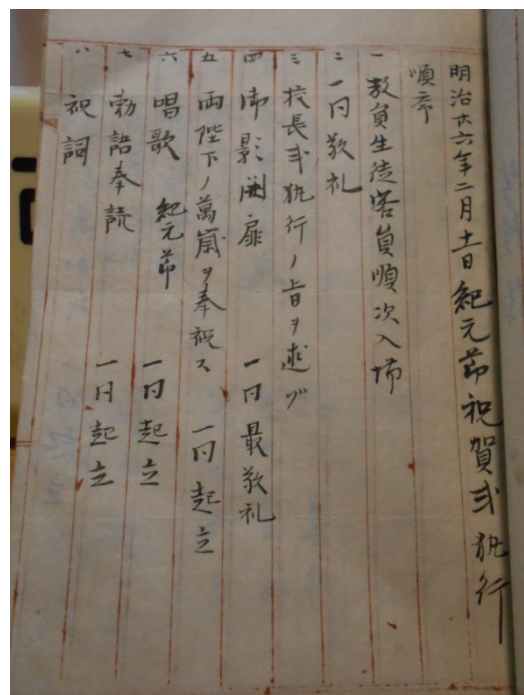 明治廿六年二月十一日紀元節祝賀式執行
順序
一 教員生徒客員順次入場
二 一同敬礼
三 校長式執行ノ旨ヲ述ブ
四 御影開扉 一同最敬礼
五 両陛下ノ萬歳ヲ奉祝ス 一同起立
六 唱歌 紀元節 一同起立
七 勅語奉読 一同起立
八 祝詞